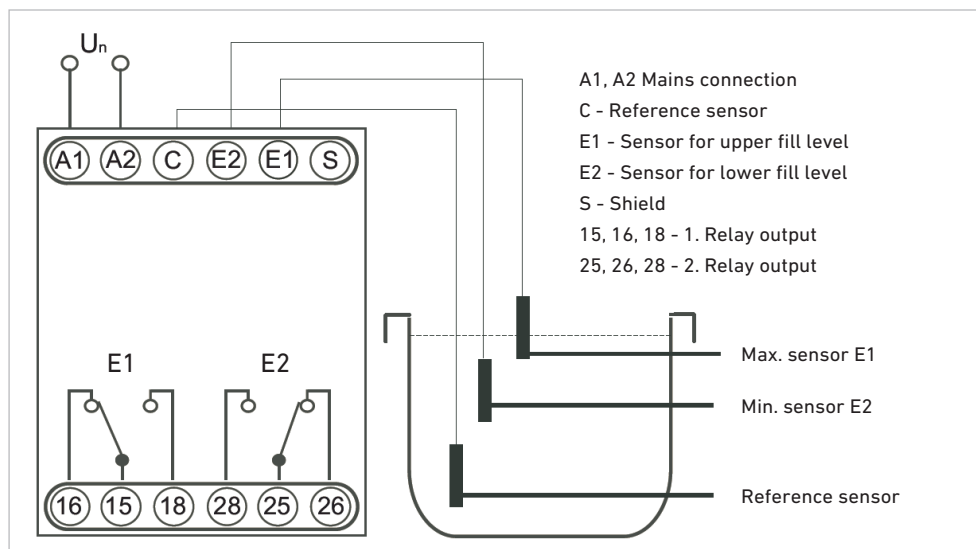 Un
A1 A2 C E2 E1 S
A1, A2 Mains connection
C - Reference sensor
E1 - Sensor for upper fill level
E2 - Sensor for lower fill level
S - Shield
15, 16, 18 - 1. Relay output
25, 26, 28 - 2. Relay output
E1 E2
16 15 18 28 25 26
Max. sensor E1
Min. sensor E2
Reference sensor